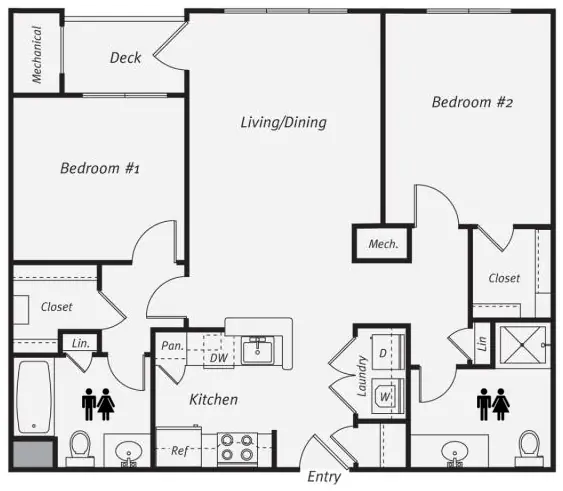 Mechanical
Deck
Living/Dining
Bedroom #2
Bedroom #1
Mech.
Closet
Closet
Lin.
Pan.
DW
D
Laundry
Lin
W
Kitchen
Ref
Entry